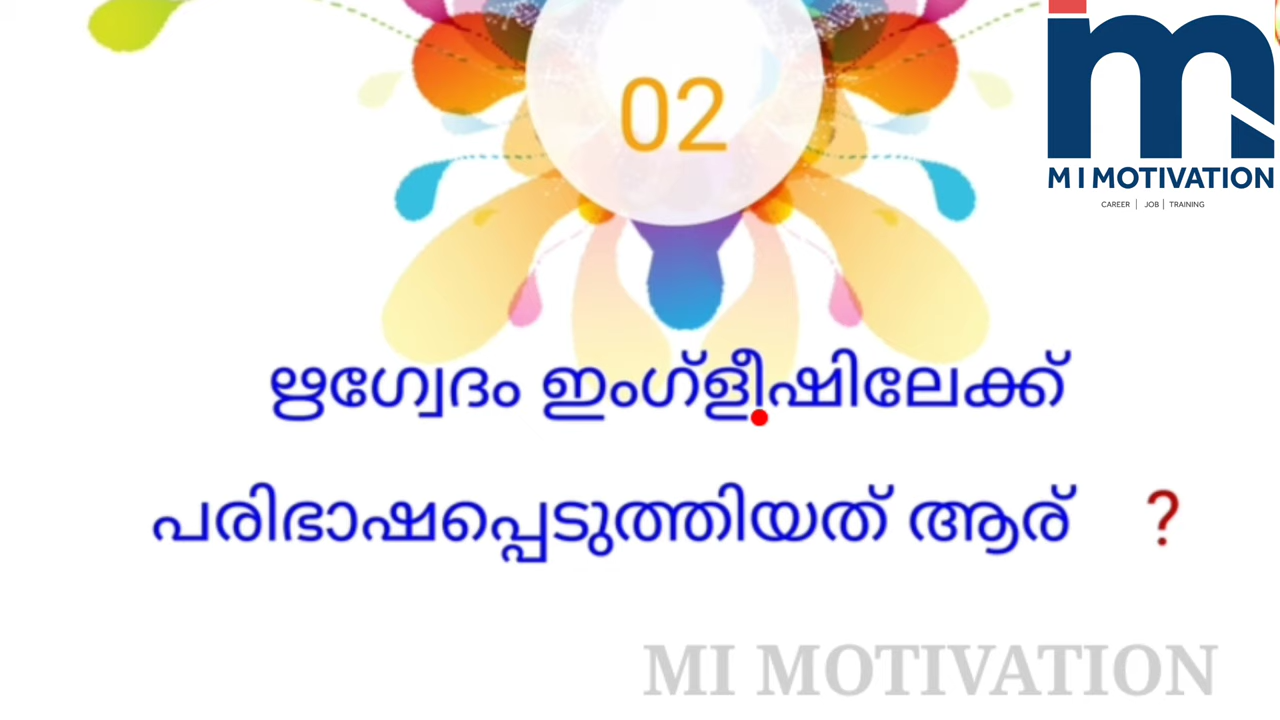 02
m
MI MOTIVATION
CAREER | JOB | TRAINING
ഋഗ്വേദം ഇംഗ്ളീഷിലേക്ക്
പരിഭാഷപ്പെടുത്തിയത് ആര് ?
MI MOTIVATION